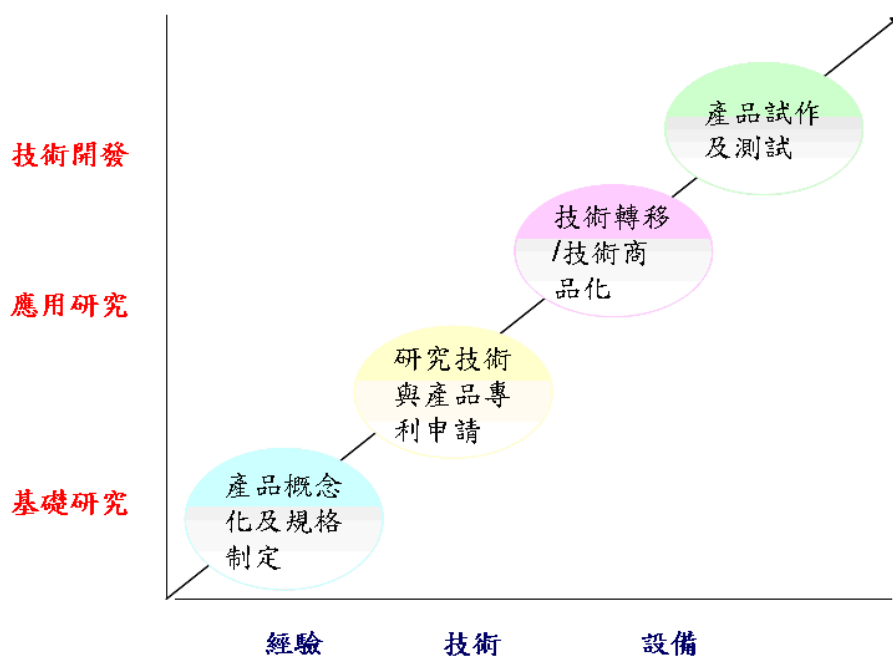 技術開發
應用研究
基礎研究
產品試作
及測試
技術轉移
/技術商
品化
研究技術
與產品專
利申請
產品概念
化及規格
制定
經驗
技術
設備